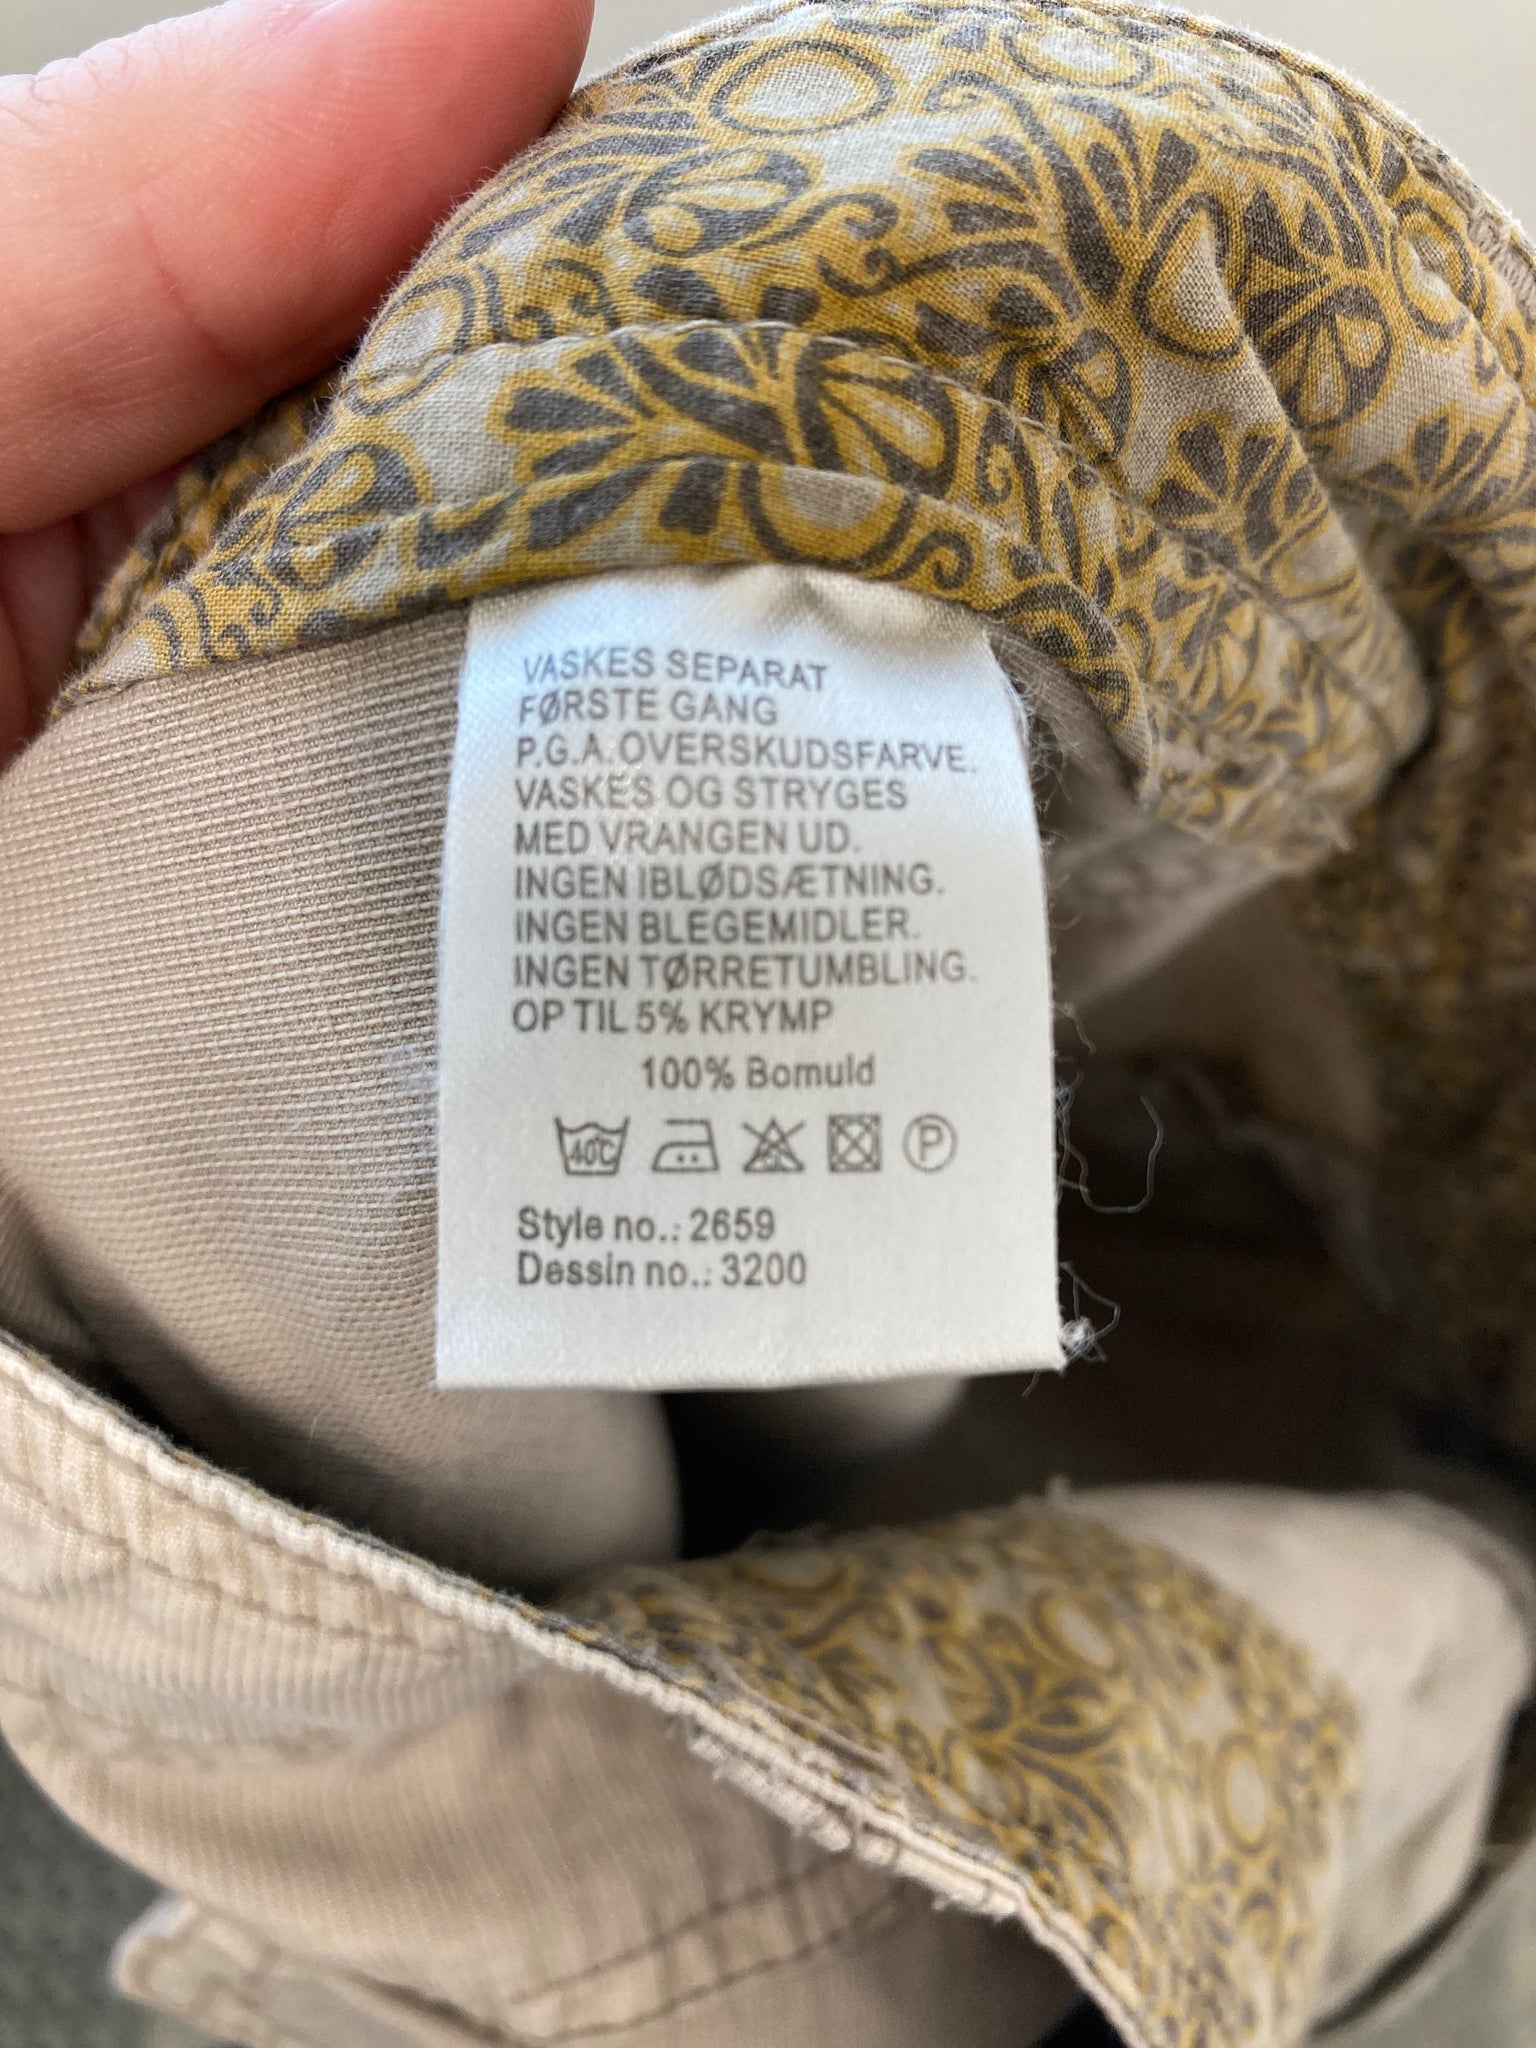 VASKES SEPARAT
FØRSTE GANG
P.G.A. OVERSKUDSFARVE.
VASKES OG STRYGES
MED VRANGEN UD.
INGEN IBLØDSÆTNING.
INGEN BLEGEMIDLER.
INGEN TØRRETUMBLING.
OP TIL 5% KRYMP
100% Bomuld
40°C P
Style no.: 2659
Dessin no.: 3200